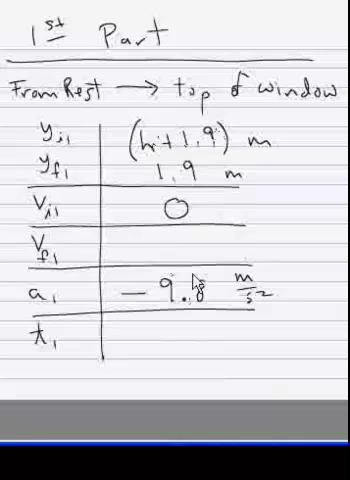 1st Part
From Rest → top of window
yi1 (h+1.9) m
yf1 1.9 m
vi1 0
vf1
a1 - 9.8 m/s2
t1